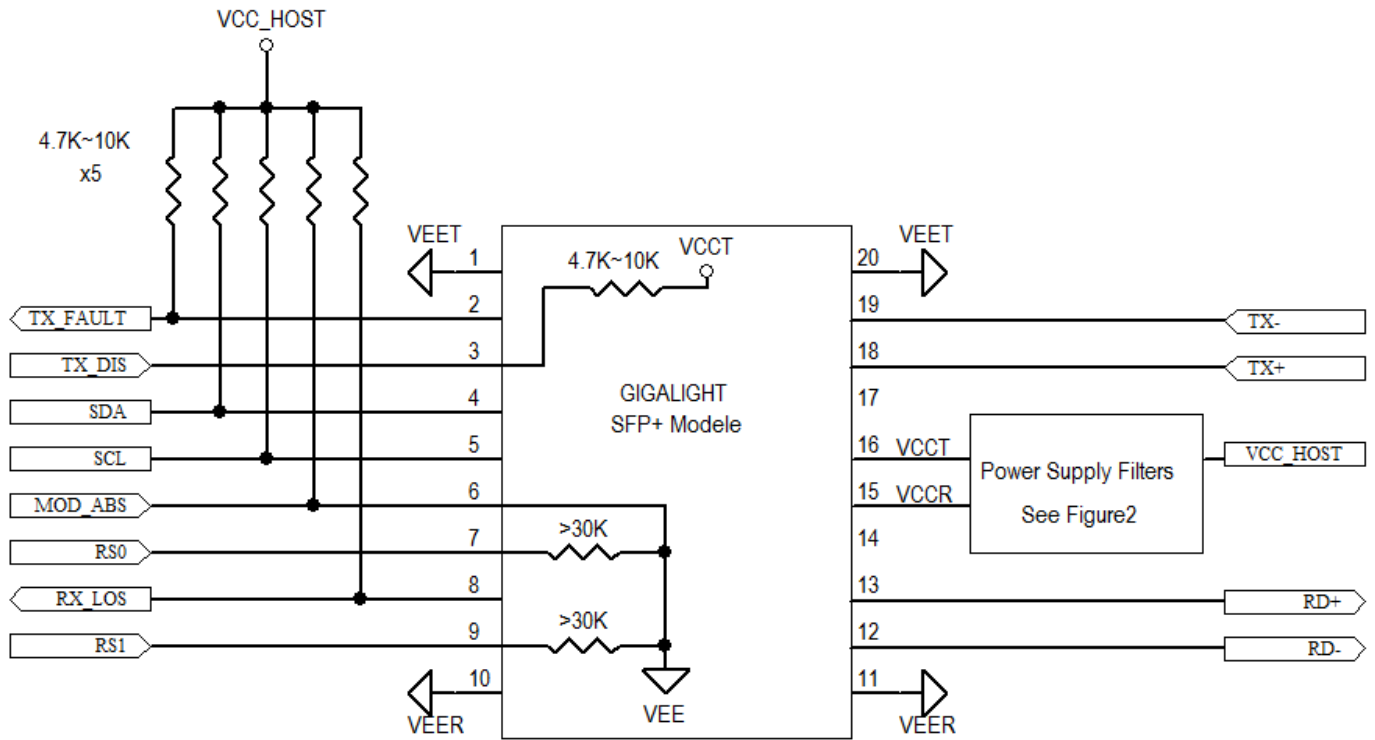 VCC_HOST
4.7K~10K
x5
VEET
1
4.7K~10K
VCCT
20
VEET
TX_FAULT
2
19
TX-
TX_DIS
3
18
TX+
SDA
4
GIGALIGHT
SFP+ Modele
17
SCL
5
16
VCCT
Power Supply Filters
See Figure2
VCC_HOST
MOD_ABS
6
15
VCCR
RS0
7
>30K
14
RX_LOS
8
13
RD+
RS1
9
>30K
12
RD-
10
VEER
VEE
11
VEER